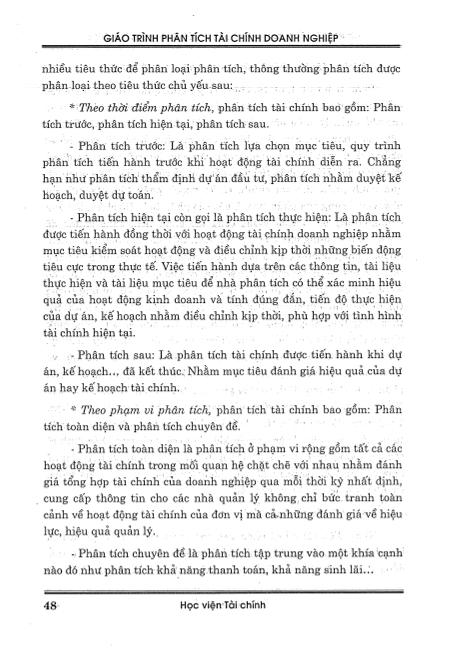 GIÁO TRÌNH PHÂN TÍCH TÀI CHÍNH DOANH NGHIỆP
nhiều tiêu thức để phân loại phân tích, thông thường phân tích được
phân loại theo tiêu thức chủ yếu sau:
* Theo thời điểm phân tích, phân tích tài chính bao gồm: Phân
tích trước, phân tích hiện tại, phân tích sau.
- Phân tích trước: Là phân tích lựa chọn mục tiêu, quy trình
phân tích tiến hành trước khi hoạt động tài chính diễn ra. Chẳng
hạn như phân tích thẩm định dự án đầu tư, phân tích nhằm duyệt kế
hoạch, duyệt dự toán.
- Phân tích hiện tại còn gọi là phân tích thực hiện: Là phân tích
được tiến hành đồng thời với hoạt động tài chính doanh nghiệp nhằm
mục tiêu kiểm soát hoạt động và điều chỉnh kịp thời những biến động
tiêu cực trong thực tế. Việc tiến hành dựa trên các thông tin, tài liệu
thực hiện và tài liệu mục tiêu để nhà phân tích có thể xác minh hiệu
quả của hoạt động kinh doanh và tính đúng đắn, tiến độ thực hiện
của dự án, kế hoạch nhằm điều chỉnh kịp thời, phù hợp với tình hình
tài chính hiện tại.
- Phân tích sau: Là phân tích tài chính được tiến hành khi dự
án, kế hoạch... đã kết thúc. Nhằm mục tiêu đánh giá hiệu quả của dự
án hay kế hoạch tài chính.
* Theo phạm vi phân tích, phân tích tài chính bao gồm: Phân
tích toàn diện và phân tích chuyên đề.
- Phân tích toàn diện là phân tích ở phạm vi rộng gồm tất cả các
hoạt động tài chính trong mối quan hệ chặt chẽ với nhau nhằm đánh
giá tổng hợp tài chính của doanh nghiệp qua mỗi thời kỳ nhất định,
cung cấp thông tin cho các nhà quản lý không chỉ bức tranh toàn
cảnh về hoạt động tài chính của đơn vị mà cả những đánh giá về hiệu
lực, hiệu quả quản lý.
- Phân tích chuyên đề là phân tích tập trung vào một khía cạnh
nào đó như phân tích khả năng thanh toán, khả năng sinh lãi...
48 Học viện Tài chính